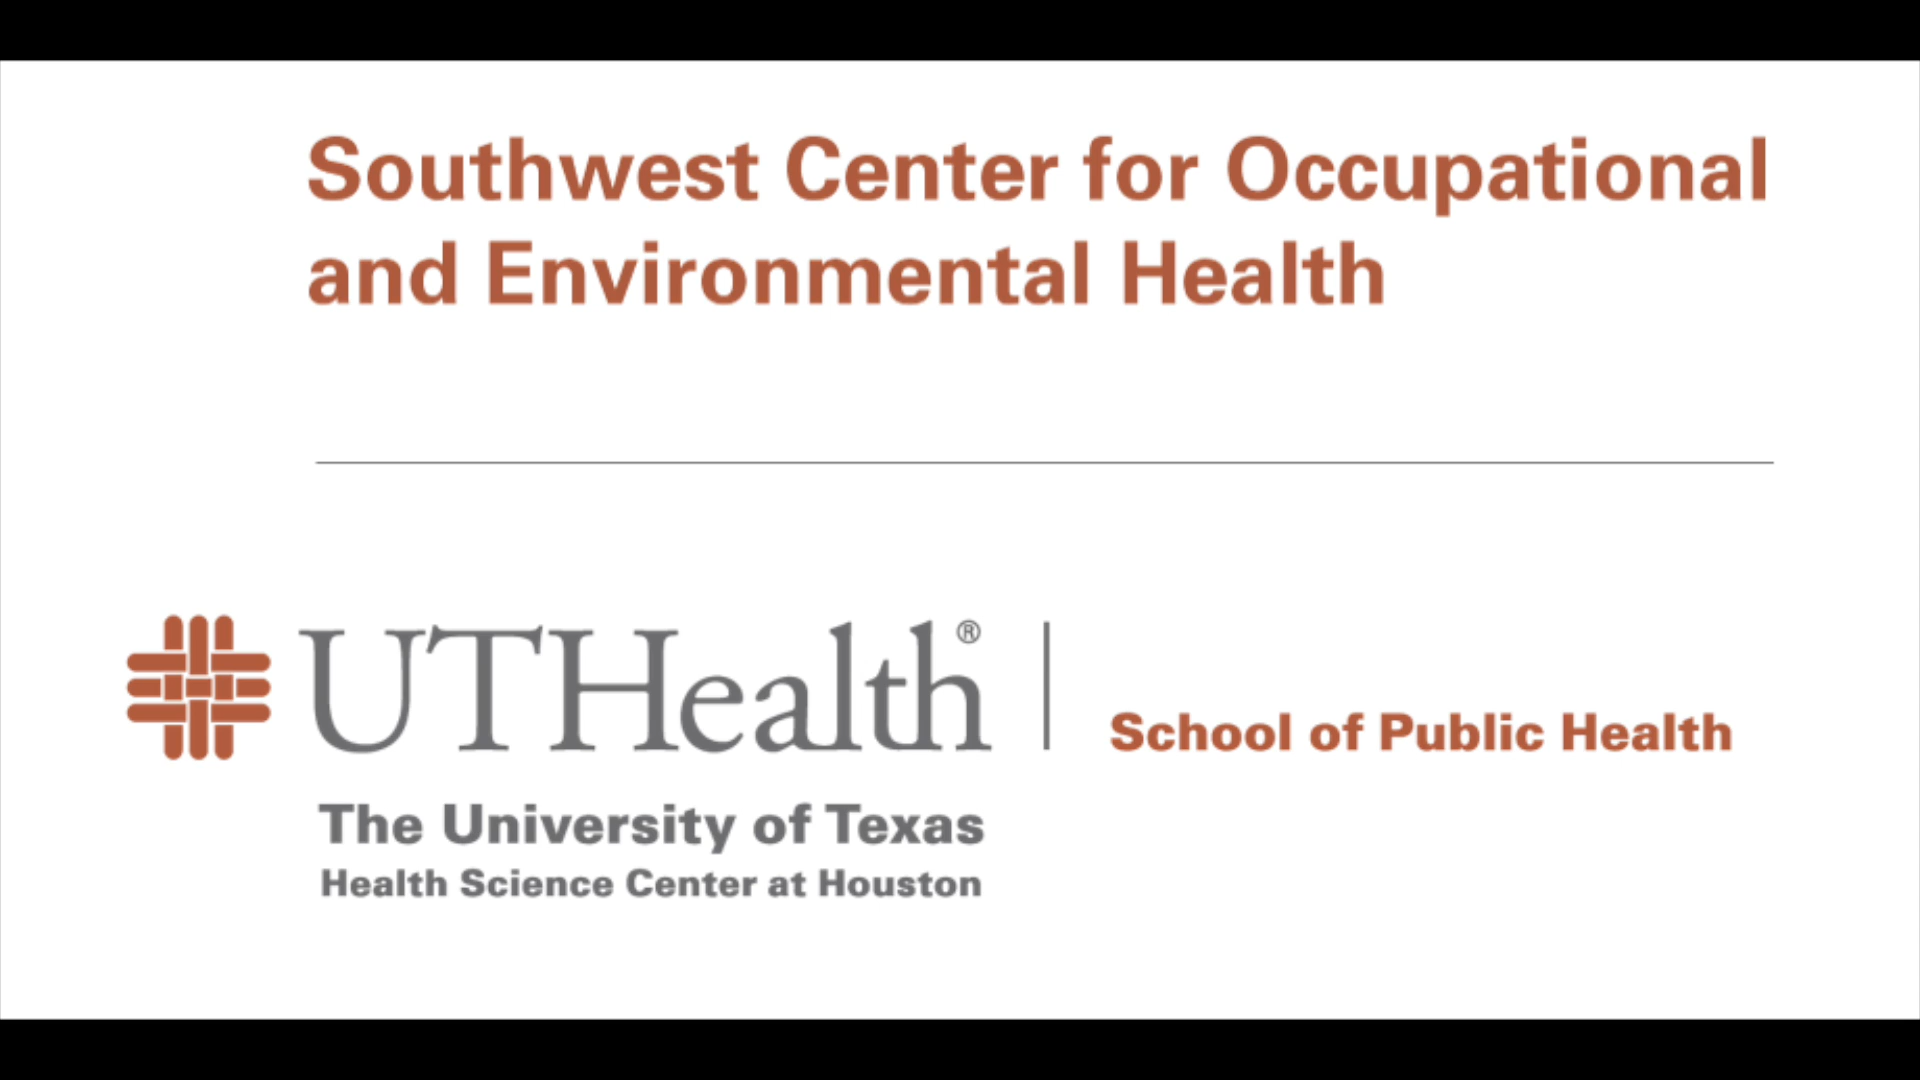 Southwest Center for Occupational
and Environmental Health
UTHealth®
School of Public Health
The University of Texas
Health Science Center at Houston